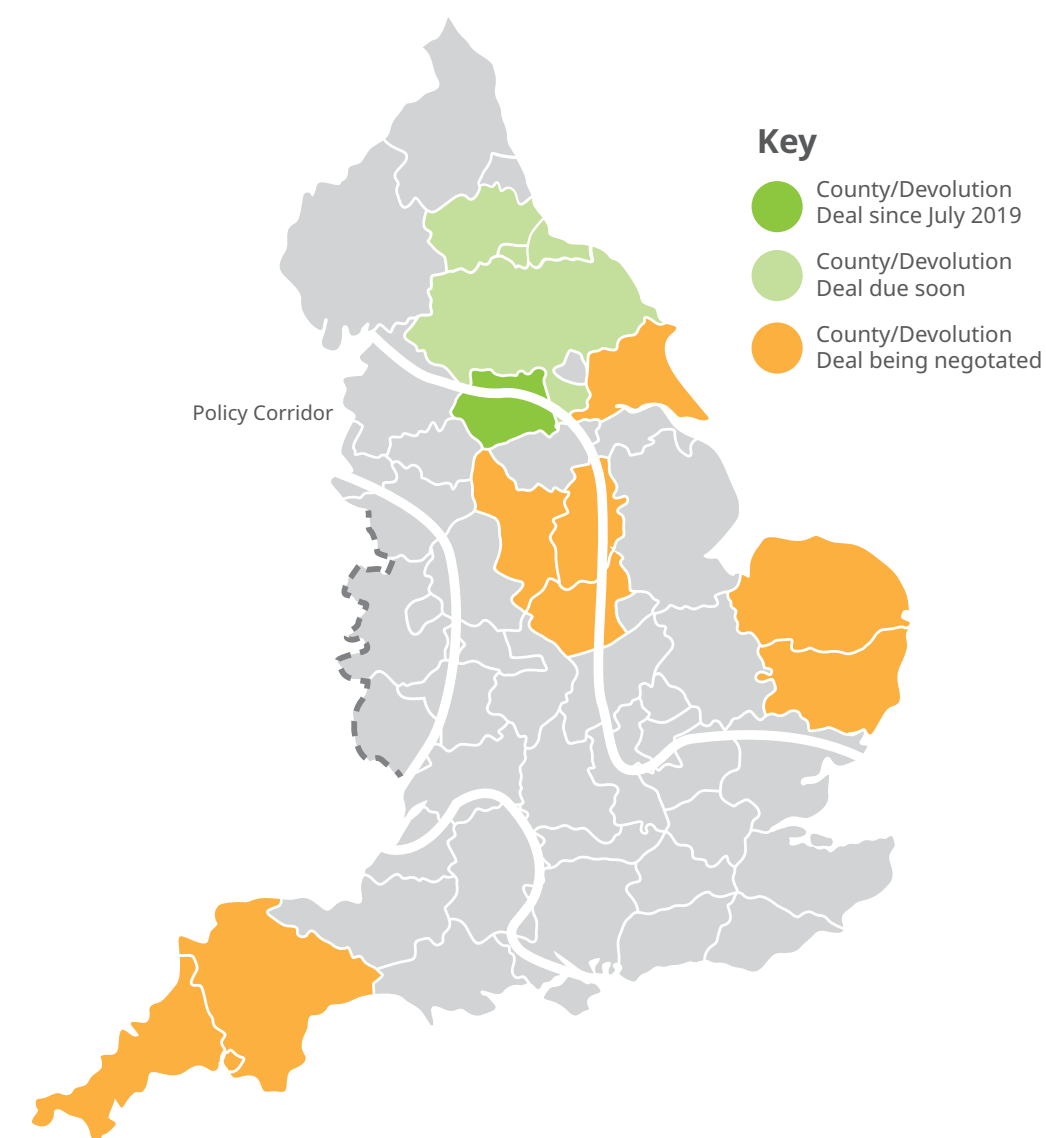 Key
County/Devolution
Deal since July 2019
County/Devolution
Deal due soon
County/Devolution
Deal being negotated
Policy Corridor